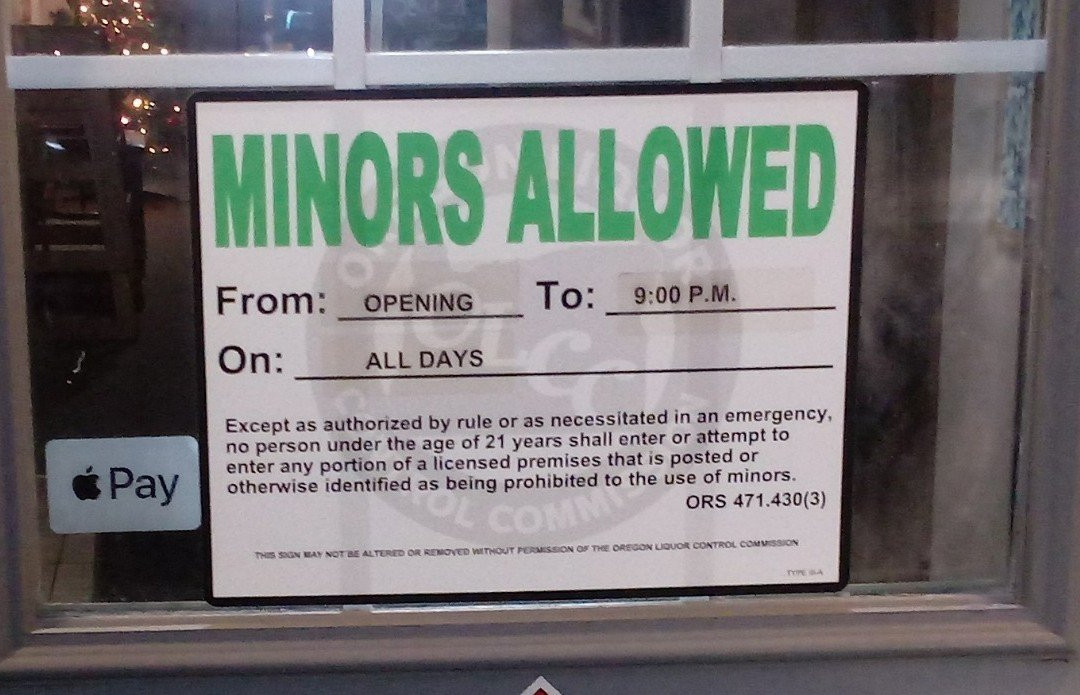 MINORS ALLOWED
From: OPENING To: 9:00 P.M.
On: ALL DAYS
Except as authorized by rule or as necessitated in an emergency,
no person under the age of 21 years shall enter or attempt to
enter any portion of a licensed premises that is posted or
otherwise identified as being prohibited to the use of minors.
ORS 471.430(3)
THIS SIGN MAY NOT BE ALTERED OR REMOVED WITHOUT PERMISSION OF THE OREGON LIQUOR CONTROL COMMISSION
Pay
OLCC